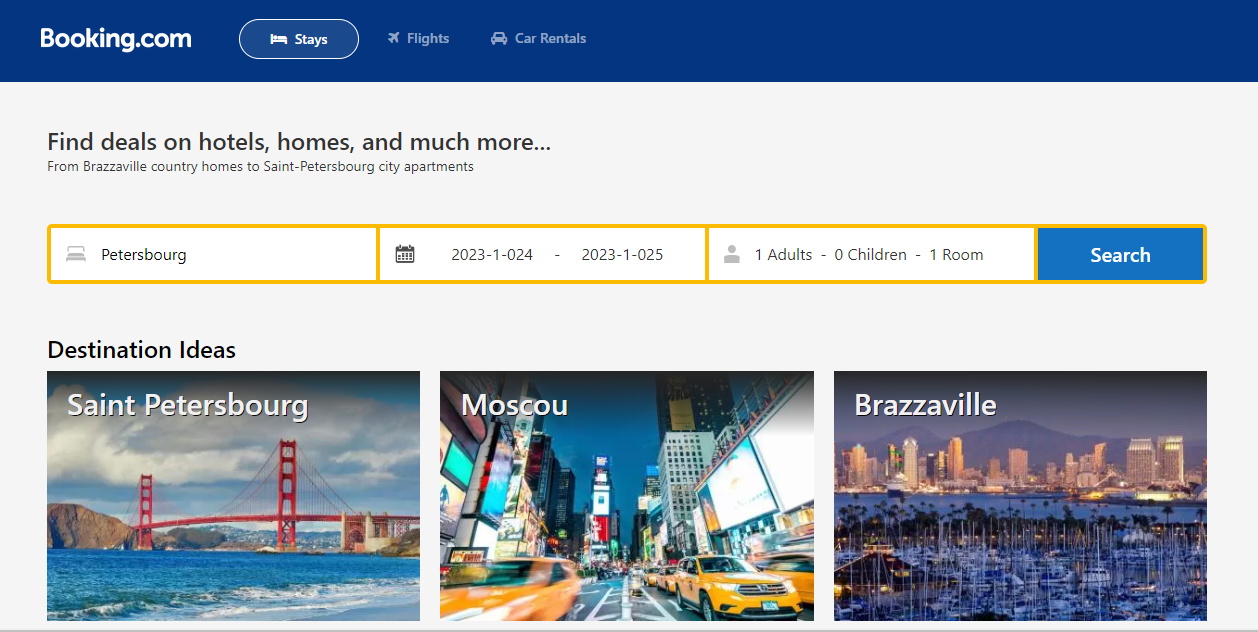 Booking.com
Stays
Flights
Car Rentals
Find deals on hotels, homes, and much more...
From Brazzaville country homes to Saint-Petersbourg city apartments
Petersbourg
2023-1-024 - 2023-1-025
1 Adults - 0 Children - 1 Room
Search
Destination Ideas
Saint Petersbourg
Moscou
Brazzaville